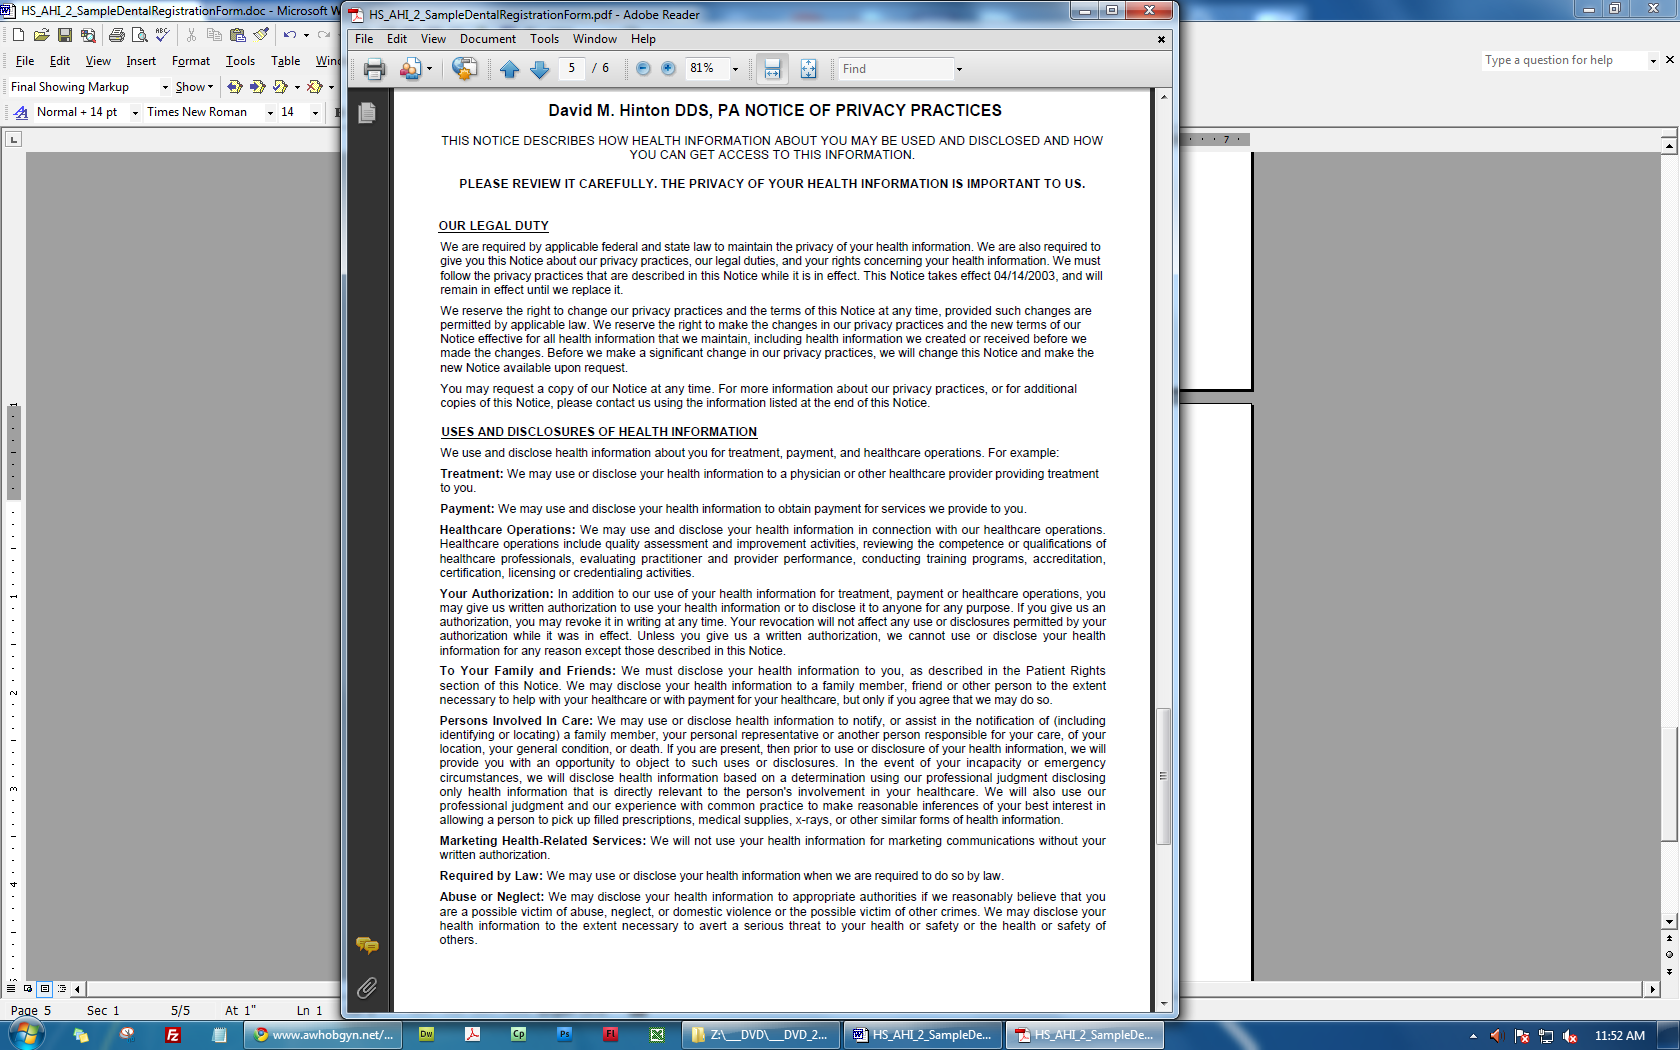 HS_AHI_2_SampleDentalRegistrationForm.doc - Microsoft W
HS_AHI_2_SampleDentalRegistrationForm.pdf - Adobe Reader
File Edit View Insert Format Tools Table Wind
Type a question for help
Final Showing Markup Show
Normal + 14 pt Times New Roman 14
File Edit View Document Tools Window Help
5 / 6 81% Find
David M. Hinton DDS, PA NOTICE OF PRIVACY PRACTICES
THIS NOTICE DESCRIBES HOW HEALTH INFORMATION ABOUT YOU MAY BE USED AND DISCLOSED AND HOW
YOU CAN GET ACCESS TO THIS INFORMATION.
PLEASE REVIEW IT CAREFULLY. THE PRIVACY OF YOUR HEALTH INFORMATION IS IMPORTANT TO US.
OUR LEGAL DUTY
We are required by applicable federal and state law to maintain the privacy of your health information. We are also required to
give you this Notice about our privacy practices, our legal duties, and your rights concerning your health information. We must
follow the privacy practices that are described in this Notice while it is in effect. This Notice takes effect 04/14/2003, and will
remain in effect until we replace it.
We reserve the right to change our privacy practices and the terms of this Notice at any time, provided such changes are
permitted by applicable law. We reserve the right to make the changes in our privacy practices and the new terms of our
Notice effective for all health information that we maintain, including health information we created or received before we
made the changes. Before we make a significant change in our privacy practices, we will change this Notice and make the
new Notice available upon request.
You may request a copy of our Notice at any time. For more information about our privacy practices, or for additional
copies of this Notice, please contact us using the information listed at the end of this Notice.
USES AND DISCLOSURES OF HEALTH INFORMATION
We use and disclose health information about you for treatment, payment, and healthcare operations. For example:
Treatment: We may use or disclose your health information to a physician or other healthcare provider providing treatment
to you.
Payment: We may use and disclose your health information to obtain payment for services we provide to you.
Healthcare Operations: We may use and disclose your health information in connection with our healthcare operations.
Healthcare operations include quality assessment and improvement activities, reviewing the competence or qualifications of
healthcare professionals, evaluating practitioner and provider performance, conducting training programs, accreditation,
certification, licensing or credentialing activities.
Your Authorization: In addition to our use of your health information for treatment, payment or healthcare operations, you
may give us written authorization to use your health information or to disclose it to anyone for any purpose. If you give us an
authorization, you may revoke it in writing at any time. Your revocation will not affect any use or disclosures permitted by your
authorization while it was in effect. Unless you give us a written authorization, we cannot use or disclose your health
information for any reason except those described in this Notice.
To Your Family and Friends: We must disclose your health information to you, as described in the Patient Rights
section of this Notice. We may disclose your health information to a family member, friend or other person to the extent
necessary to help with your healthcare or with payment for your healthcare, but only if you agree that we may do so.
Persons Involved In Care: We may use or disclose health information to notify, or assist in the notification of (including
identifying or locating) a family member, your personal representative or another person responsible for your care, of your
location, your general condition, or death. If you are present, then prior to use or disclosure of your health information, we will
provide you with an opportunity to object to such uses or disclosures. In the event of your incapacity or emergency
circumstances, we will disclose health information based on a determination using our professional judgment disclosing
only health information that is directly relevant to the person's involvement in your healthcare. We will also use our
professional judgment and our experience with common practice to make reasonable inferences of your best interest in
allowing a person to pick up filled prescriptions, medical supplies, x-rays, or other similar forms of health information.
Marketing Health-Related Services: We will not use your health information for marketing communications without your
written authorization.
Required by Law: We may use or disclose your health information when we are required to do so by law.
Abuse or Neglect: We may disclose your health information to appropriate authorities if we reasonably believe that you
are a possible victim of abuse, neglect, or domestic violence or the possible victim of other crimes. We may disclose your
health information to the extent necessary to avert a serious threat to your health or safety or the health or safety of
others.
Page 5 Sec 1 5/5 At 1" Ln 1
www.awhobgyn.net/... Dw Cp Ps Fl Z:\__DVD\__DVD_2... HS_AHI_2_SampleDe... HS_AHI_2_SampleDe... 11:52 AM